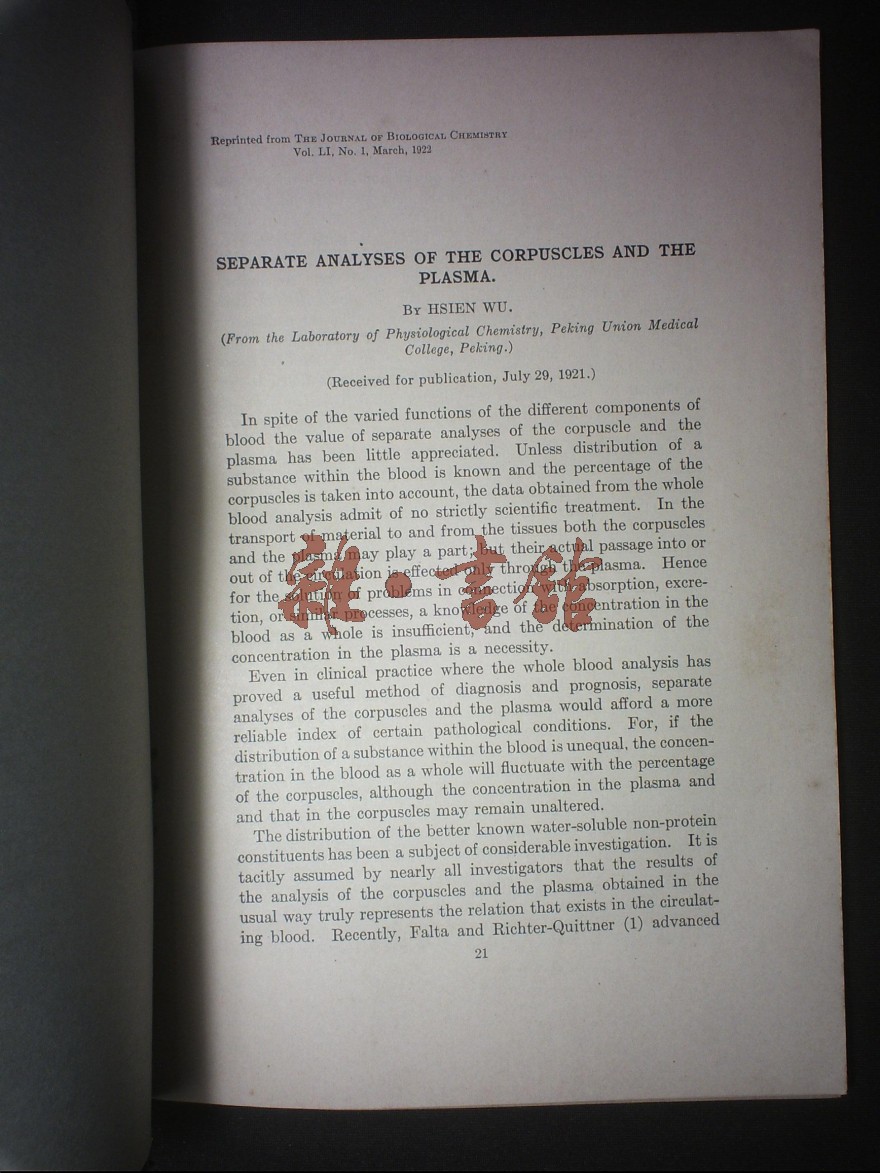 Reprinted from THE JOURNAL OF BIOLOGICAL CHEMISTRY
Vol. LI, No. 1, March, 1922
SEPARATE ANALYSES OF THE CORPUSCLES AND THE
PLASMA.
BY HSIEN WU.
(From the Laboratory of Physiological Chemistry, Peking Union Medical
College, Peking.)
(Received for publication, July 29, 1921.)
In spite of the varied functions of the different components of
blood the value of separate analyses of the corpuscle and the
plasma has been little appreciated. Unless distribution of a
substance within the blood is known and the percentage of the
corpuscles is taken into account, the data obtained from the whole
blood analysis admit of no strictly scientific treatment. In the
transport of material to and from the tissues both the corpuscles
and the plasma may play a part; but their actual passage into or
out of the circulation is effected only through the plasma. Hence
for the solution of problems in connection with absorption, excre-
tion, or similar processes, a knowledge of the concentration in the
blood as a whole is insufficient, and the determination of the
concentration in the plasma is a necessity.
Even in clinical practice where the whole blood analysis has
proved a useful method of diagnosis and prognosis, separate
analyses of the corpuscles and the plasma would afford a more
reliable index of certain pathological conditions. For, if the
distribution of a substance within the blood is unequal, the concen-
tration in the blood as a whole will fluctuate with the percentage
of the corpuscles, although the concentration in the plasma and
and that in the corpuscles may remain unaltered.
The distribution of the better known water-soluble non-protein
constituents has been a subject of considerable investigation. It is
tacitly assumed by nearly all investigators that the results of
the analysis of the corpuscles and the plasma obtained in the
usual way truly represents the relation that exists in the circulat-
ing blood. Recently, Falta and Richter-Quittner (1) advanced
21
雜·書館